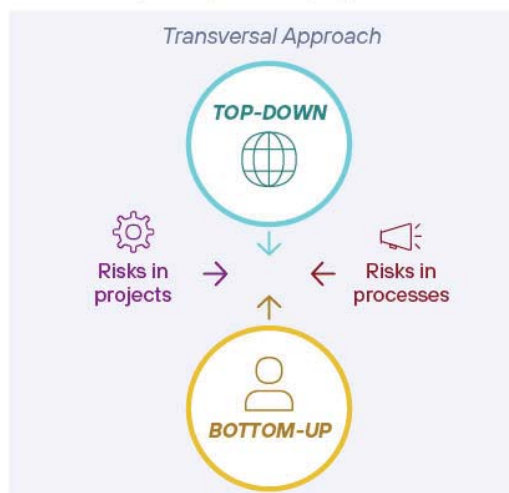 Transversal Approach
TOP-DOWN
Risks in
projects
Risks in
processes
BOTTOM-UP